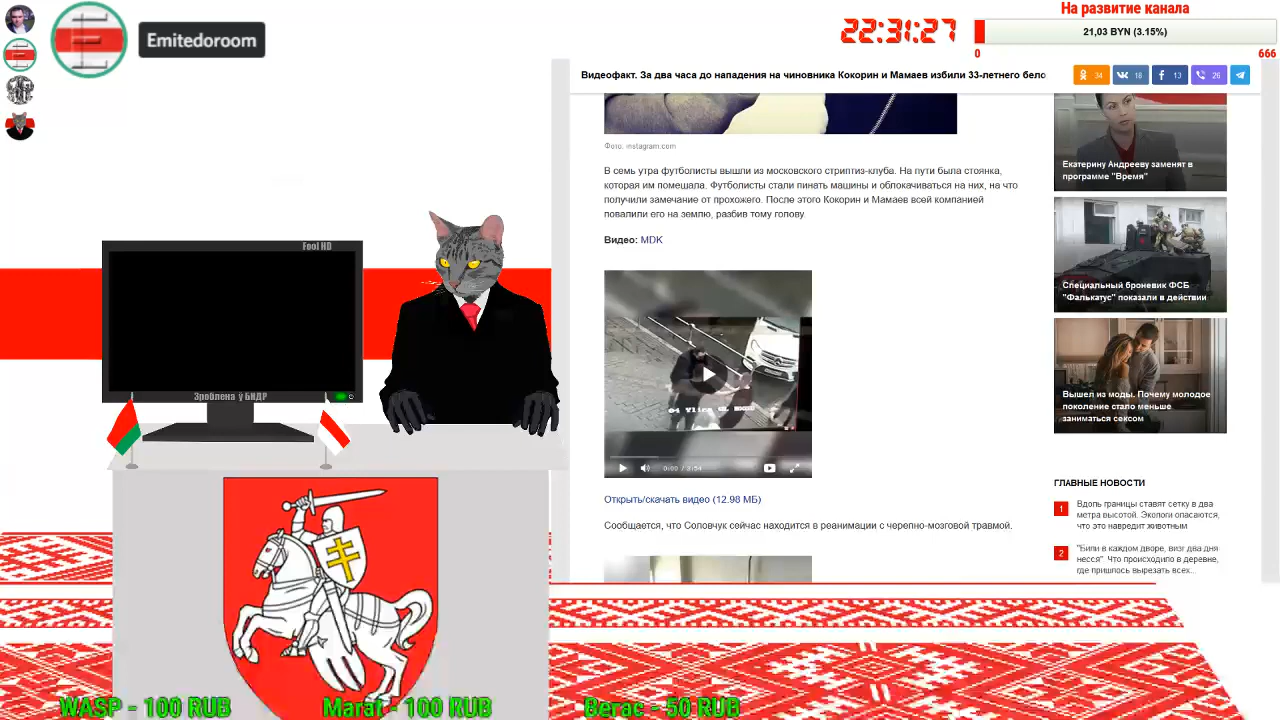 Emitedoroom
22:31:27
На развитие канала
21,03 BYN (3.15%)
0
666
Видеофакт. За два часа до нападения на чиновника Кокорин и Мамаев избили 33-летнего бело
34
18
13
26
Фото: instagram.com
В семь утра футболисты вышли из московского стриптиз-клуба. На пути была стоянка,
которая им помешала. Футболисты стали пинать машины и облокачиваться на них, на что
получили замечание от прохожего. После этого Кокорин и Мамаев всей компанией
повалили его на землю, разбив тому голову.
Видео: MDK
0:00 / 3:54
Открыть/скачать видео (12.98 МБ)
Сообщается, что Соловчук сейчас находится в реанимации с черепно-мозговой травмой.
Екатерину Андрееву заменят в
программе "Время"
Специальный броневик ФСБ
"Фалькатус" показали в действии
Вышел из моды. Почему молодое
поколение стало меньше
заниматься сексом
ГЛАВНЫЕ НОВОСТИ
1
Вдоль границы ставят сетку в два
метра высотой. Экологи опасаются,
что это навредит животным
2
"Били в каждом дворе, визг два дня
несся". Что происходило в деревне,
где пришлось вырезать всех...
Fool HD
Зроблена ў БНДР
WASP - 100 RUB
Marat - 100 RUB
Вегас - 50 RUB